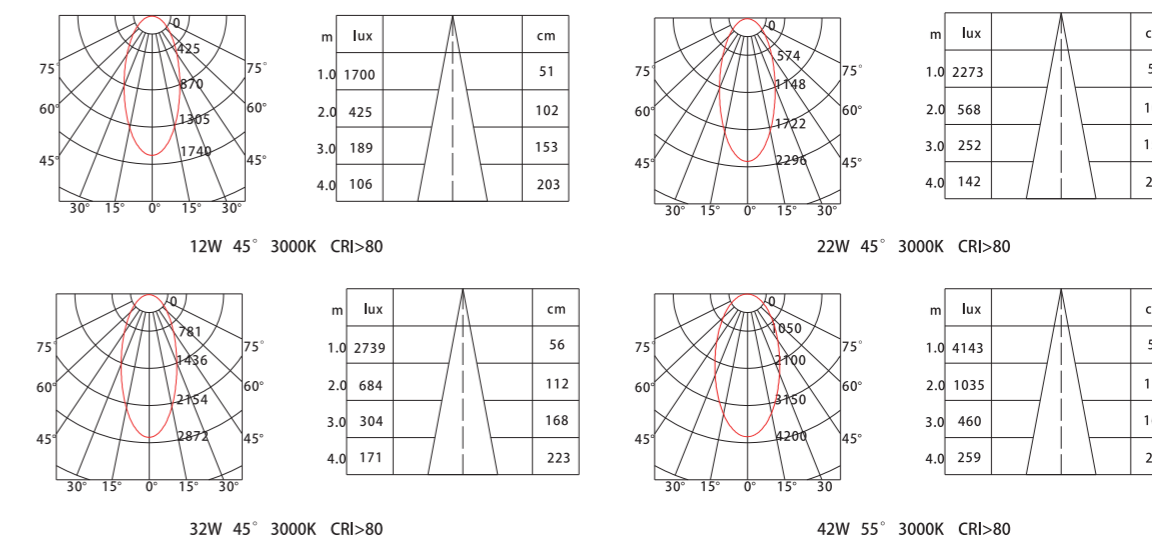 0
425
870
1305
1740
75° 75°
60° 60°
45° 45°
30° 15° 0° 15° 30°
m lux cm
1.0 1700 51
2.0 425 102
3.0 189 153
4.0 106 203
12W 45° 3000K CRI>80
0
574
1148
1722
2296
75° 75°
60° 60°
45° 45°
30° 15° 0° 15° 30°
m lux
1.0 2273
2.0 568
3.0 252
4.0 142
22W 45° 3000K CRI>80
0
781
1436
2154
2872
75° 75°
60° 60°
45° 45°
30° 15° 0° 15° 30°
m lux cm
1.0 2739 56
2.0 684 112
3.0 304 168
4.0 171 223
32W 45° 3000K CRI>80
0
1050
2100
3150
4200
75° 75°
60° 60°
45° 45°
30° 15° 0° 15° 30
m lux
1.0 4143
2.0 1035
3.0 460
4.0 259
42W 55° 3000K CRI>80